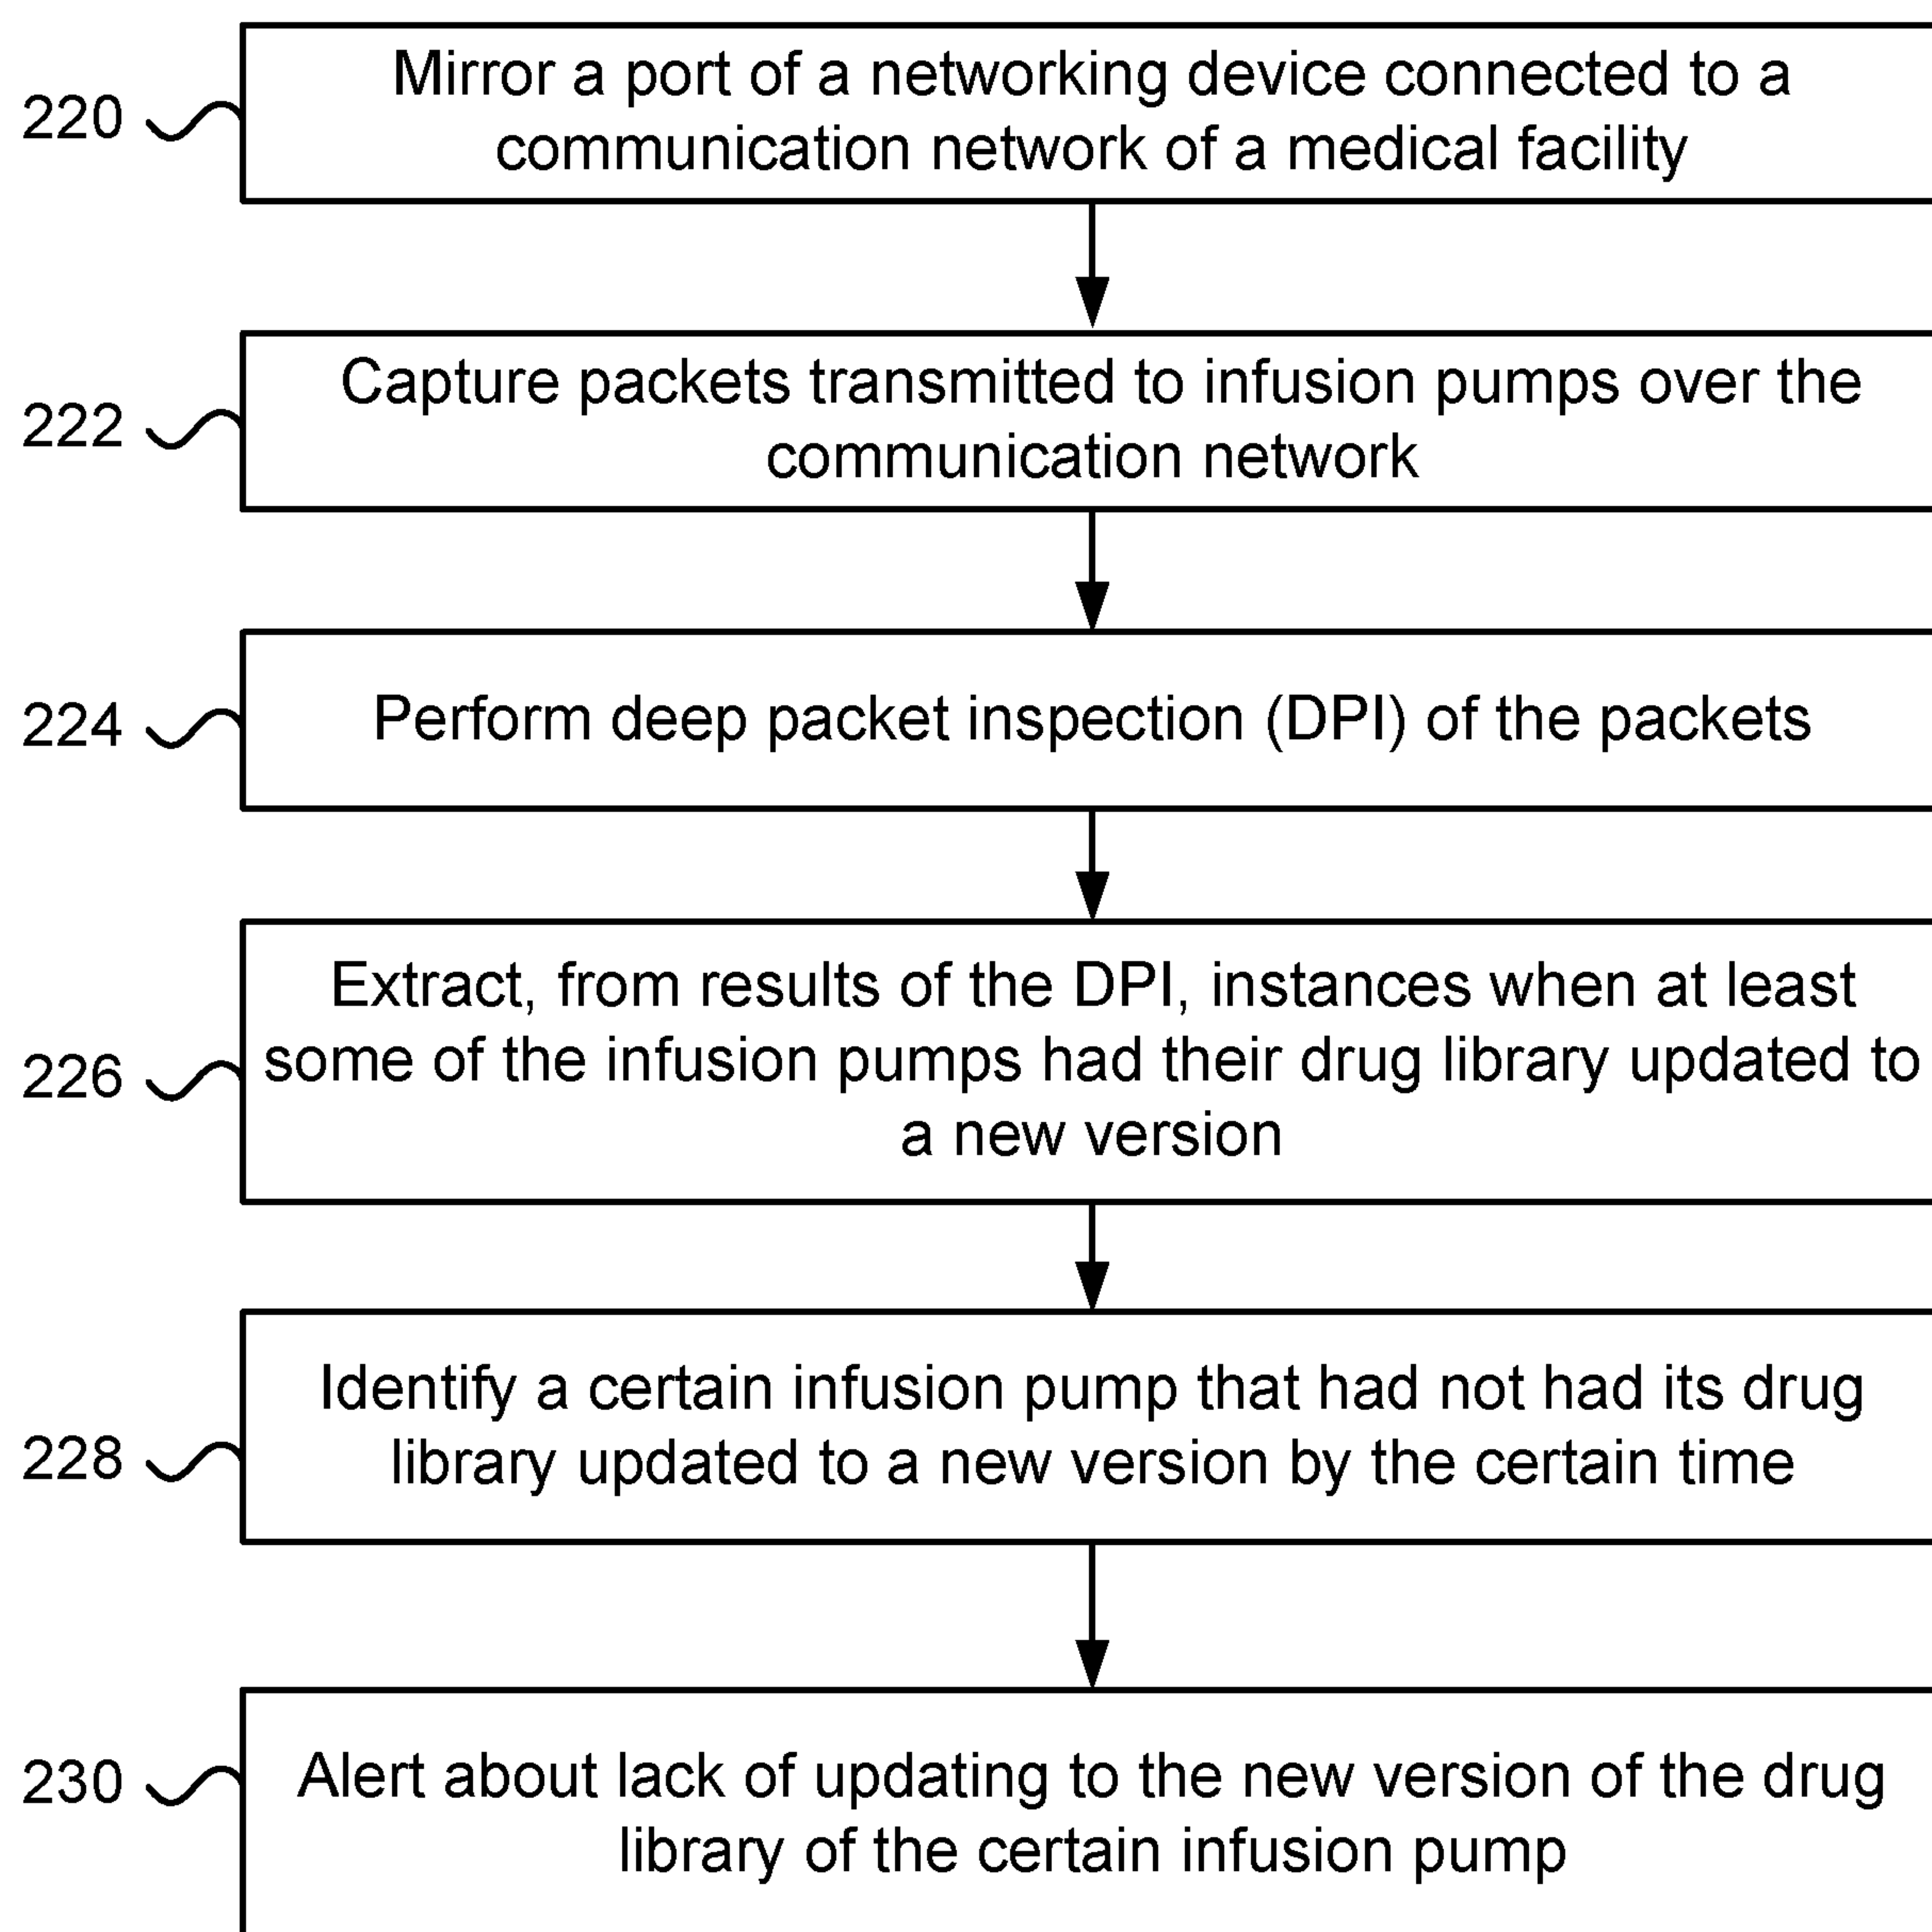 220
Mirror a port of a networking device connected to a
communication network of a medical facility
222
Capture packets transmitted to infusion pumps over the
communication network
224
Perform deep packet inspection (DPI) of the packets
226
Extract, from results of the DPI, instances when at least
some of the infusion pumps had their drug library updated to
a new version
228
Identify a certain infusion pump that had not had its drug
library updated to a new version by the certain time
230
Alert about lack of updating to the new version of the drug
library of the certain infusion pump